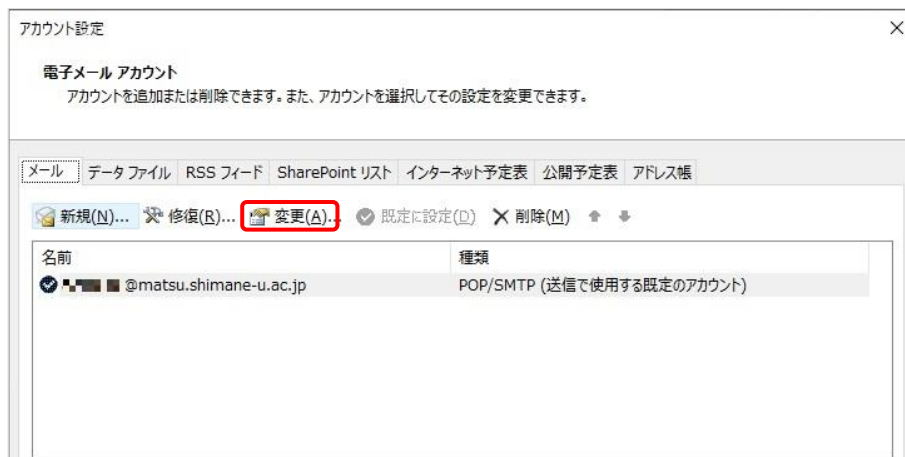 アカウント設定
電子メール アカウント
アカウントを追加または削除できます。また、アカウントを選択してその設定を変更できます。
メール データ ファイル RSS フィード SharePoint リスト インターネット予定表 公開予定表 アドレス帳
新規(N)... 修復(R)... 変更(A)... 既定に設定(D) 削除(M)
名前 種類
@matsu.shimane-u.ac.jp POP/SMTP (送信で使用する既定のアカウント)